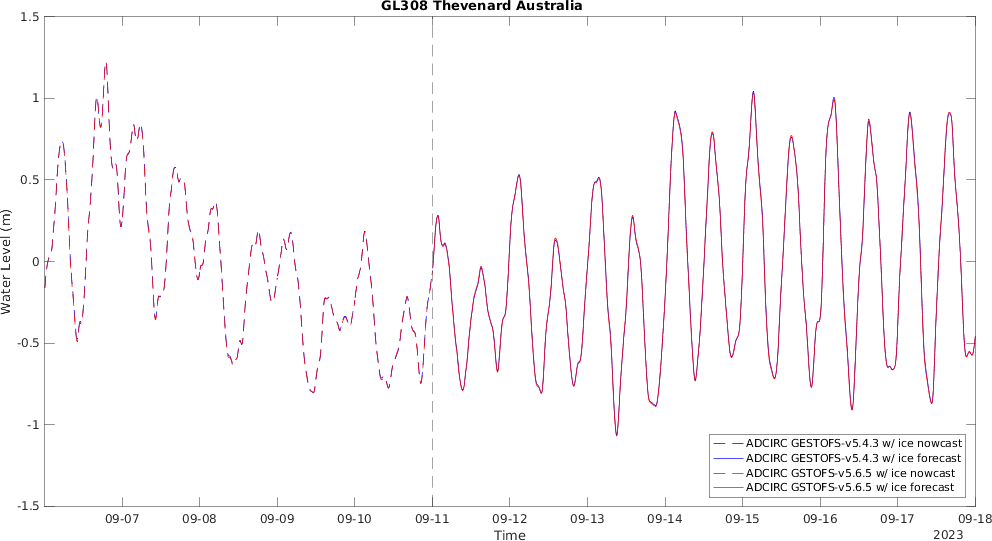 GL308 Thevenard Australia
Water Level (m)
1.5
1
0.5
0
-0.5
-1
-1.5
ADCIRC GESTOFS-v5.4.3 w/ ice nowcast
ADCIRC GESTOFS-v5.4.3 w/ ice forecast
ADCIRC GSTOFS-v5.6.5 w/ ice nowcast
ADCIRC GSTOFS-v5.6.5 w/ ice forecast
09-07 09-08 09-09 09-10 09-11 09-12 09-13 09-14 09-15 09-16 09-17 09-18
Time
2023